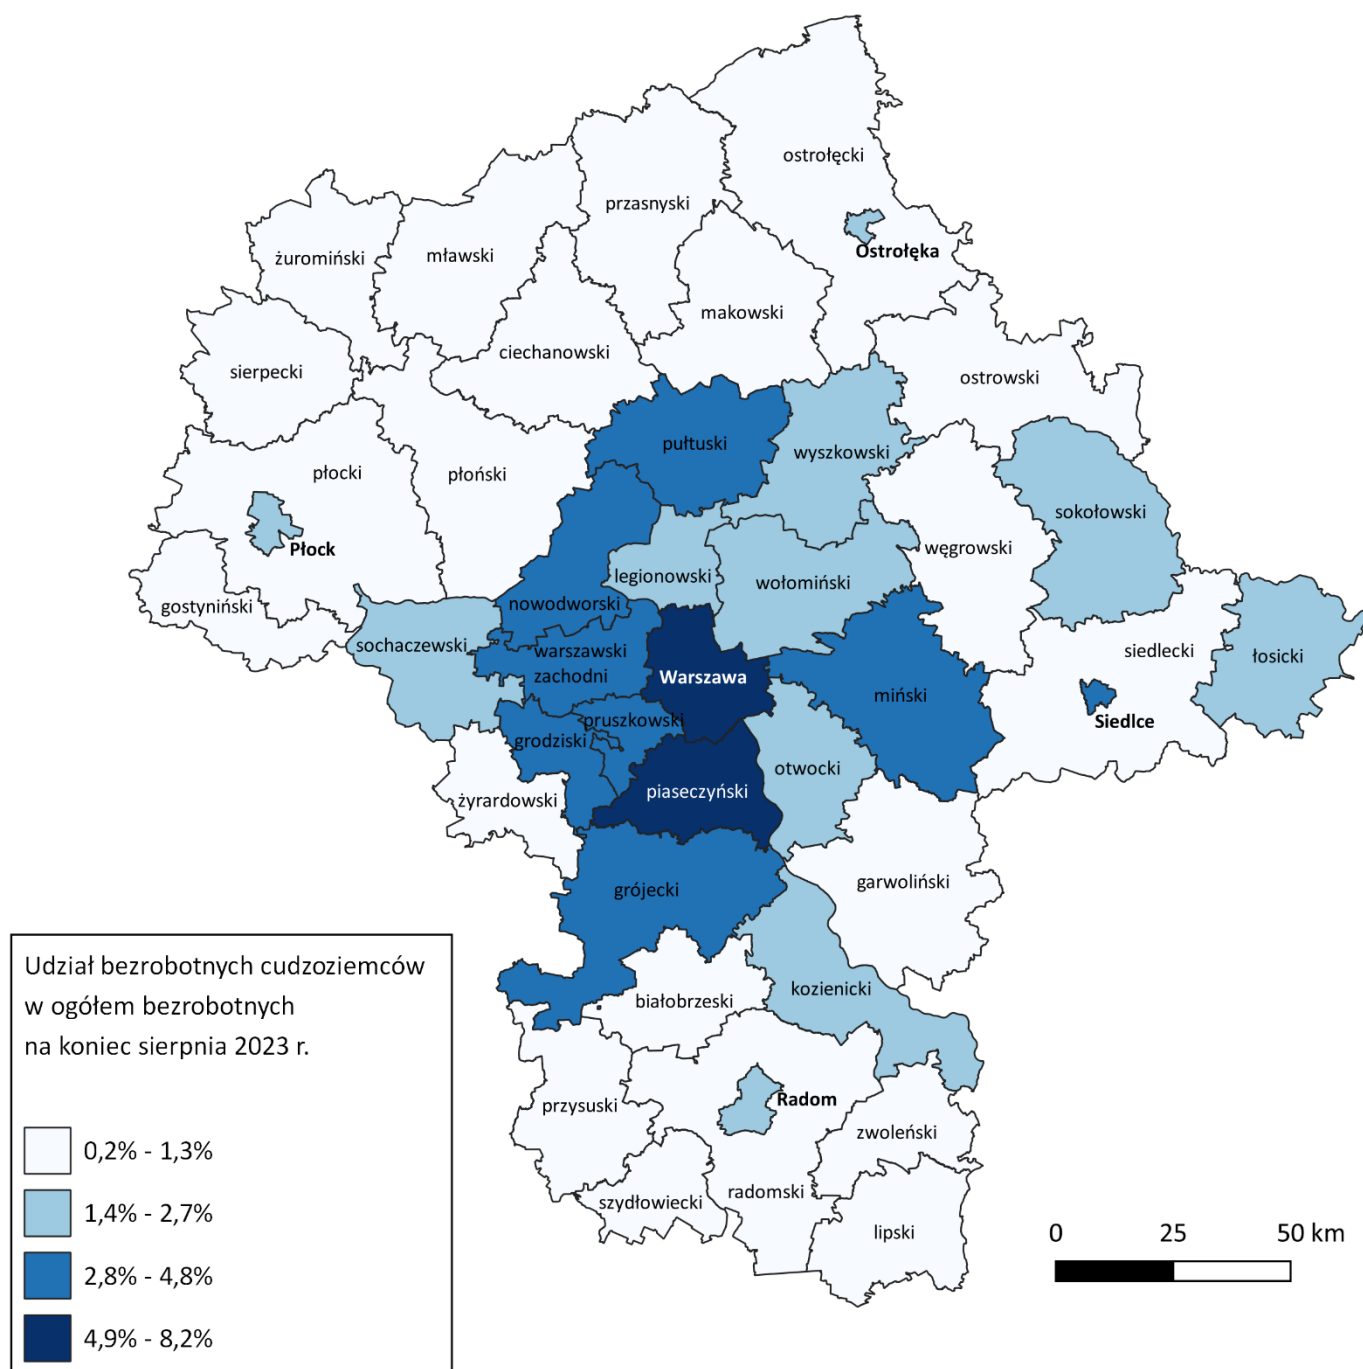 ostrołęcki
przasnyski
Ostrołęka
żuromiński
mławski
makowski
ciechanowski
sierpecki
ostrowski
pułtuski
wyszkowski
płocki
płoński
sokołowski
Płock
węgrowski
legionowski
wołomiński
gostyniński
nowodworski
sochaczewski
warszawski
zachodni
siedlecki
łosicki
Warszawa
miński
Siedlce
pruszkowski
grodziski
otwocki
piaseczyński
żyrardowski
garwoliński
grójecki
kozienicki
białobrzeski
Radom
przysuski
zwoleński
radomski
szydłowiecki
lipski
Udział bezrobotnych cudzoziemców
w ogółem bezrobotnych
na koniec sierpnia 2023 r.
0,2% - 1,3%
1,4% - 2,7%
2,8% - 4,8%
4,9% - 8,2%
0 25 50 km